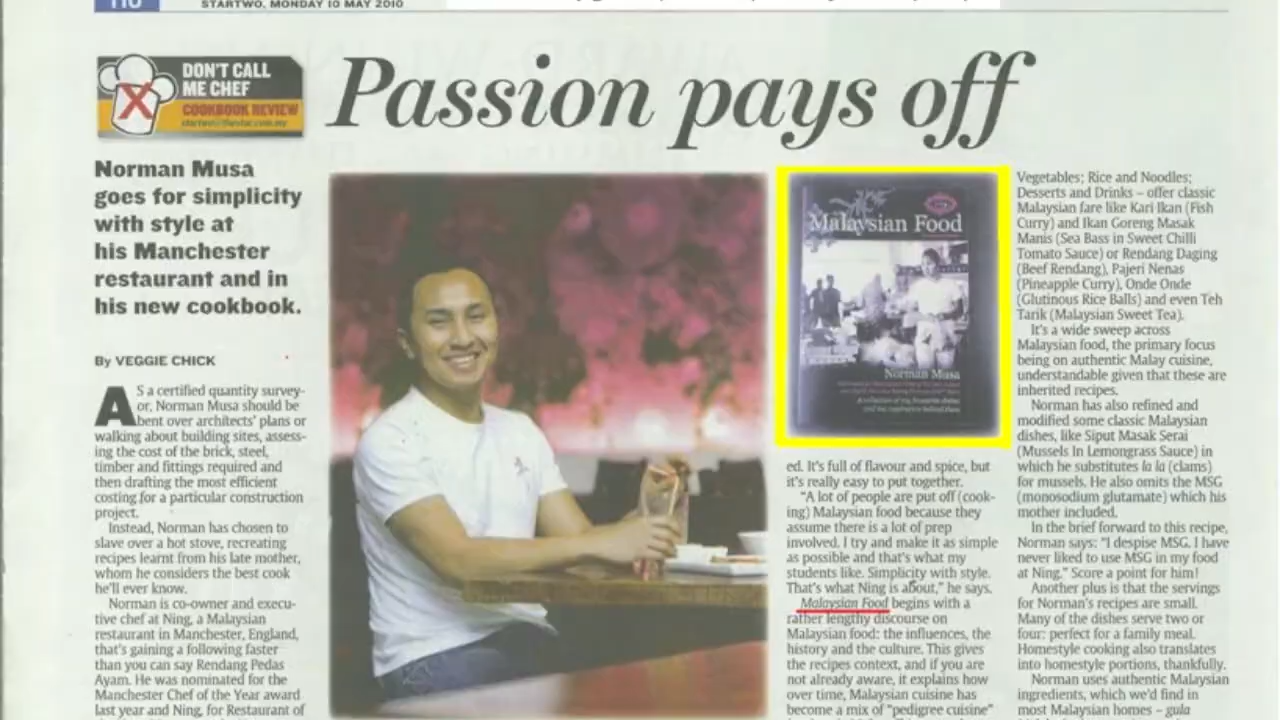 STARTWO, MONDAY 10 MAY 2010
DON'T CALL
ME CHEF
COOKBOOK REVIEW
startwo@thestar.com.my
Passion pays off
Norman Musa
goes for simplicity
with style at
his Manchester
restaurant and in
his new cookbook.
By VEGGIE CHICK
AS a certified quantity survey-
or, Norman Musa should be
bent over architects' plans or
walking about building sites, assess-
ing the cost of the brick, steel,
timber and fittings required and
then drafting the most efficient
costing for a particular construction
project.
Instead, Norman has chosen to
slave over a hot stove, recreating
recipes learnt from his late mother,
whom he considers the best cook
he'll ever know.
Norman is co-owner and execu-
tive chef at Ning, a Malaysian
restaurant in Manchester, England,
that's gaining a following faster
than you can say Rendang Pedas
Ayam. He was nominated for the
Manchester Chef of the Year award
last year and Ning, for Restaurant of
Malaysian Food
Norman Musa
A collection of my favourite dishes
and the inspiration behind them
ed. It's full of flavour and spice, but
it's really easy to put together.
"A lot of people are put off (cook-
ing) Malaysian food because they
assume there is a lot of prep
involved. I try and make it as simple
as possible and that's what my
students like. Simplicity with style.
That's what Ning is about," he says.
Malaysian Food begins with a
rather lengthy discourse on
Malaysian food: the influences, the
history and the culture. This gives
the recipes context, and if you are
not already aware, it explains how
over time, Malaysian cuisine has
become a mix of "pedigree cuisine"
Vegetables; Rice and Noodles;
Desserts and Drinks – offer classic
Malaysian fare like Kari Ikan (Fish
Curry) and Ikan Goreng Masak
Manis (Sea Bass in Sweet Chilli
Tomato Sauce) or Rendang Daging
(Beef Rendang), Pajeri Nenas
(Pineapple Curry), Onde Onde
(Glutinous Rice Balls) and even Teh
Tarik (Malaysian Sweet Tea).
It's a wide sweep across
Malaysian food, the primary focus
being on authentic Malay cuisine,
understandable given that these are
inherited recipes.
Norman has also refined and
modified some classic Malaysian
dishes, like Siput Masak Serai
(Mussels In Lemongrass Sauce) in
which he substitutes la la (clams)
for mussels. He also omits the MSG
(monosodium glutamate) which his
mother included.
In the brief forward to this recipe,
Norman says: "I despise MSG. I have
never liked to use MSG in my food
at Ning." Score a point for him!
Another plus is that the servings
for Norman's recipes are small.
Many of the dishes serve two or
four: perfect for a family meal.
Homestyle cooking also translates
into homestyle portions, thankfully.
Norman uses authentic Malaysian
ingredients, which we'd find in
most Malaysian homes – gula